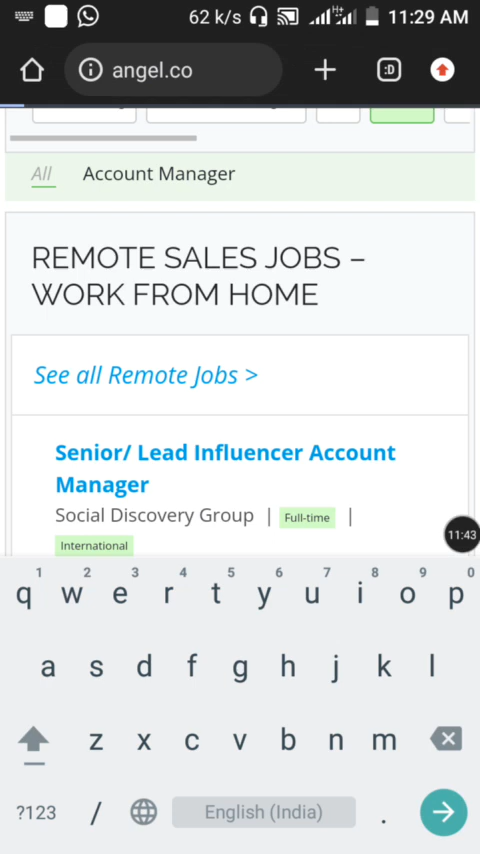 62 k/s H+ 11:29 AM
angel.co :D
All Account Manager
REMOTE SALES JOBS –
WORK FROM HOME
See all Remote Jobs >
Senior/ Lead Influencer Account
Manager
Social Discovery Group | Full-time |
11:43
International
1 2 3 4 5 6 7 8 9 0
q w e r t y u i o p
a s d f g h j k l
z x c v b n m
?123 / English (India) .